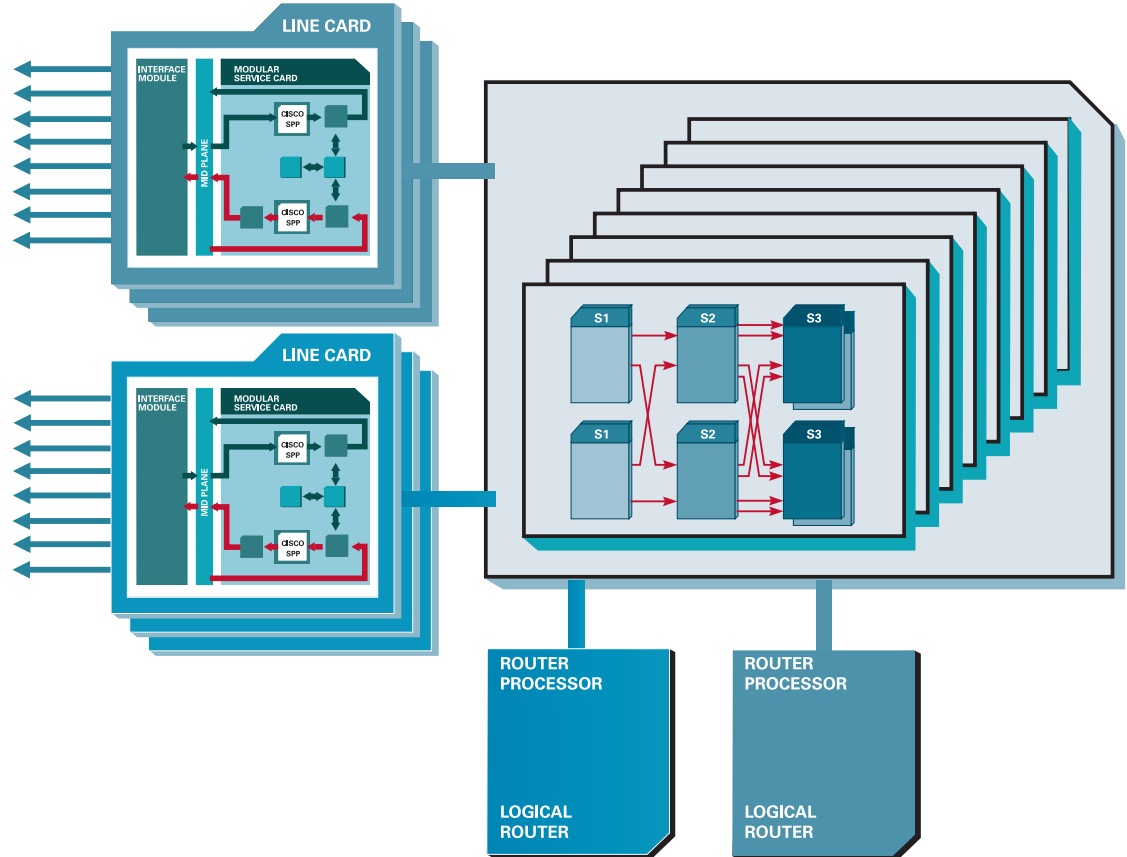 LINE CARD
INTERFACE
MODULE
MID PLANE
MODULAR
SERVICE CARD
CISCO
SPP
CISCO
SPP
LINE CARD
INTERFACE
MODULE
MID PLANE
MODULAR
SERVICE CARD
CISCO
SPP
CISCO
SPP
S1
S2
S3
S1
S2
S3
ROUTER
PROCESSOR
LOGICAL
ROUTER
ROUTER
PROCESSOR
LOGICAL
ROUTER